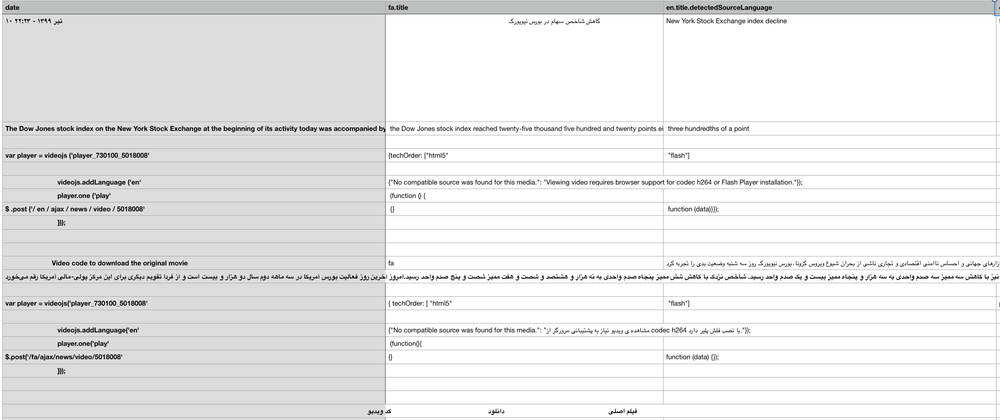 date fa.title en.title.detectedSourceLanguage
۱۰ تیر ۱۳۹۹ - ۲۲:۲۳ کاهش شاخص سهام در بورس نیویورک New York Stock Exchange index decline
The Dow Jones stock index on the New York Stock Exchange at the beginning of its activity today was accompanied by the Dow Jones stock index reached twenty-five thousand five hundred and twenty points ei three hundredths of a point
var player = videojs ('player_730100_5018008' {techOrder: ["html5" "flash"]
videojs.addLanguage ('en' {"No compatible source was found for this media.": "Viewing video requires browser support for codec h264 or Flash Player installation."});
player.one ('play' (function () {
$ .post ('/ en / ajax / news / video / 5018008' {} function (data)}});
}));
Video code to download the original movie fa ازارهای جهانی و احساس ناامنی اقتصادی و تجاری ناشی از بحران شیوع ویروس کرونا، بورس نیویورک روز سه شنبه وضعیت بدی را تجربه کرد
نیز با کاهش سه ممیز سه صدم واحدی به سه هزار و پنجاه ممیز بیست و یک صدم واحد رسید. شاخص نزدک با کاهش شش ممیز پنجاه صدم واحدی به نه هزار و هشتصد و شصت و هفت ممیز شصت و پنج صدم واحد رسید.امروز آخرین روز فعالیت بورس آمریکا در سه ماهه دوم سال دو هزار و بیست است و از فردا تقویم دیگری برای این مرکز پولی-مالی آمریکا رقم می‌خورد
var player = videojs('player_730100_5018008' { techOrder: [ "html5" "flash"]
videojs.addLanguage('en' {"No compatible source was found for this media.": "مشاهده ی ویدیو نیاز به پشتیبانی مرورگر از codec h264 یا نصب فلش پلیر دارد."});
player.one('play' (function(){
$.post('/fa/ajax/news/video/5018008' {} function (data) {});
}));
کد ویدیو دانلود فیلم اصلی